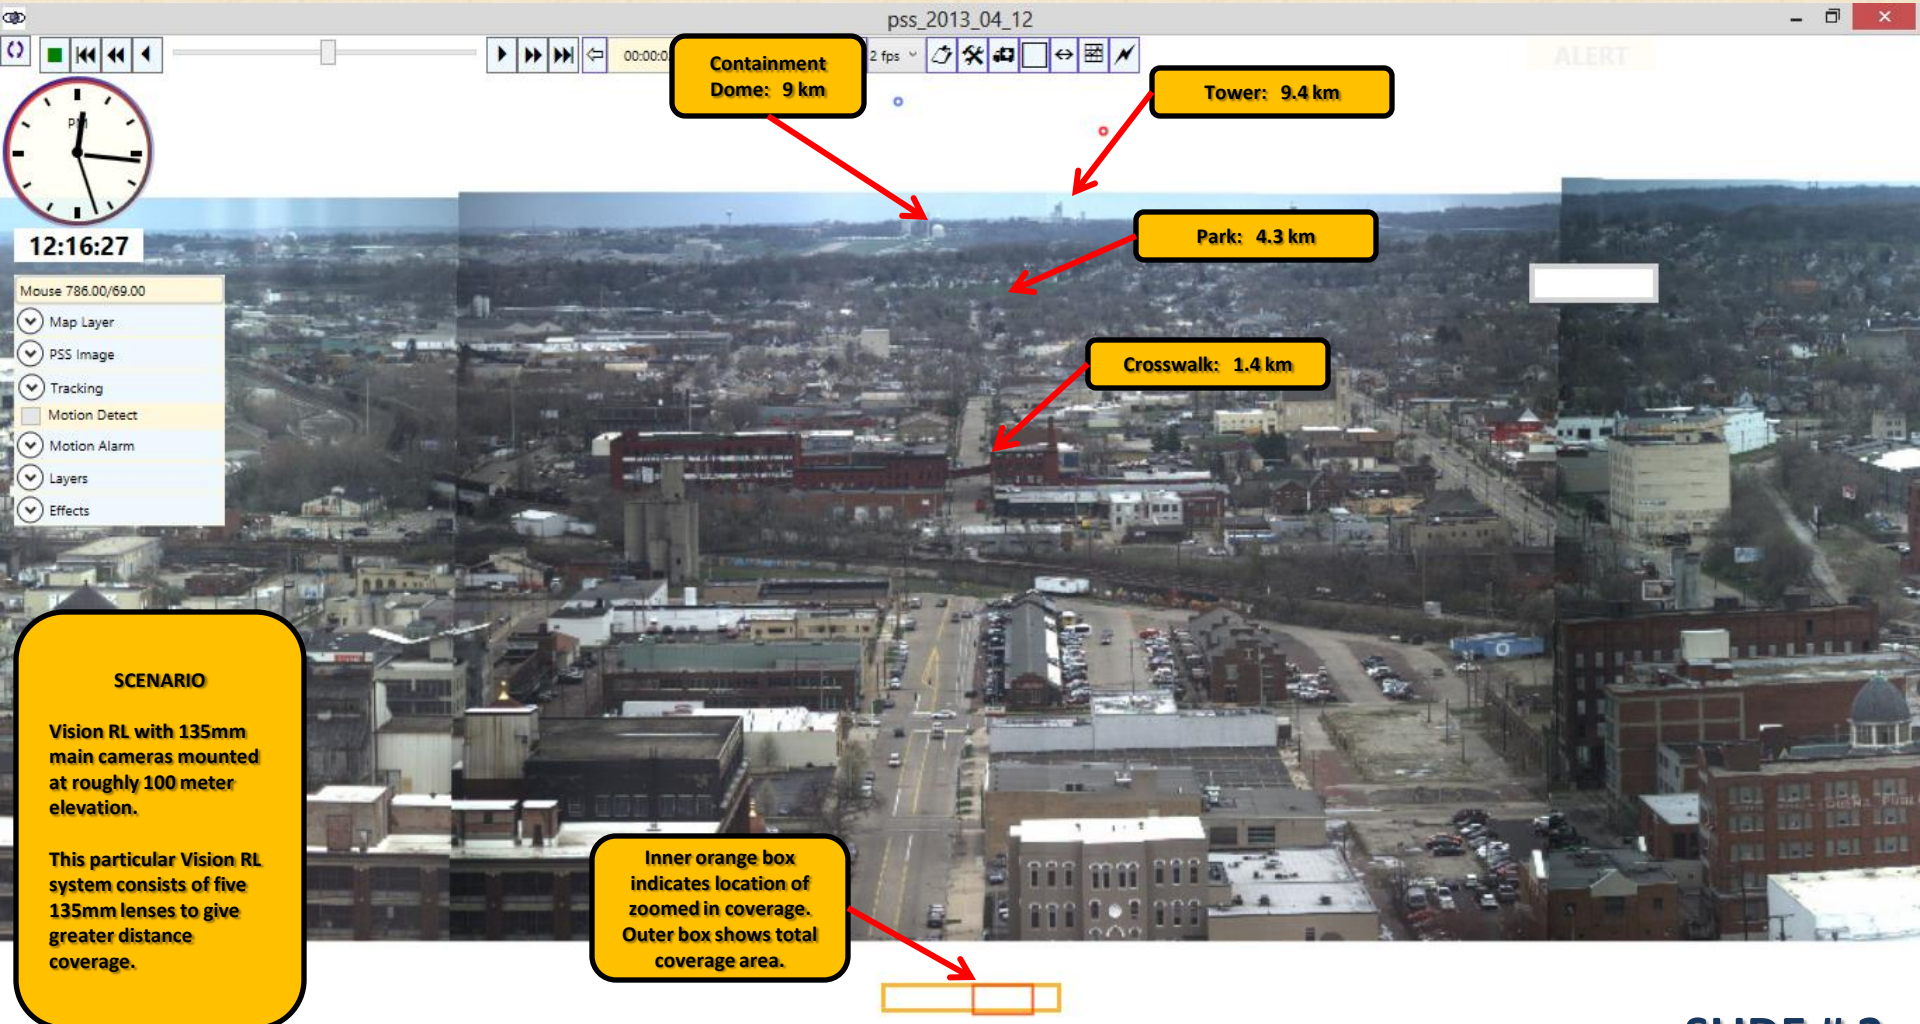 pss_2013_04_12
00:00:0
2 fps
ALERT
Containment
Dome: 9 km
Tower: 9.4 km
PM
12:16:27
Park: 4.3 km
Mouse 786.00/69.00
Map Layer
PSS Image
Tracking
Motion Detect
Motion Alarm
Layers
Effects
Crosswalk: 1.4 km
SCENARIO
Vision RL with 135mm
main cameras mounted
at roughly 100 meter
elevation.
This particular Vision RL
system consists of five
135mm lenses to give
greater distance
coverage.
Inner orange box
indicates location of
zoomed in coverage.
Outer box shows total
coverage area.
SLIDE # 2